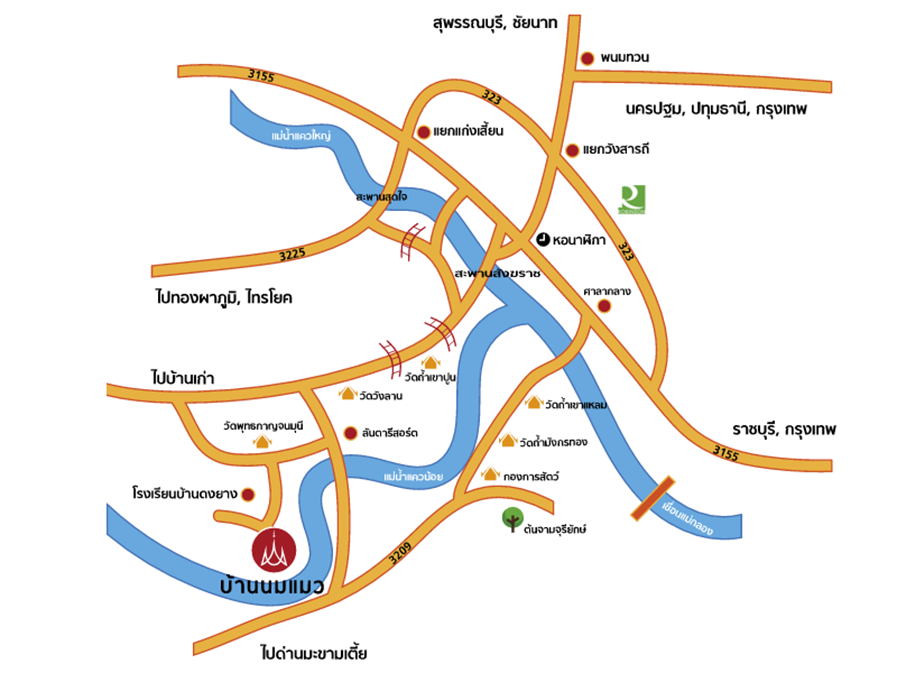 สุพรรณบุรี, ชัยนาท
พนมทวน
3155
323
นครปฐม, ปทุมธานี, กรุงเทพ
แม่น้ำแควใหญ่
แยกแก่งเสี้ยน
แยกวังสารถี
สะพานสุดใจ
หอนาฬิกา
323
3225
สะพานสังฆราช
ไปทองผาภูมิ, ไทรโยค
ศาลากลาง
ไปบ้านเก่า
วัดถ้ำเขาปูน
วัดวังลาน
วัดถ้ำเขาแหลม
วัดพุทธกาญจนมุนี
ลันตารีสอร์ต
ราชบุรี, กรุงเทพ
วัดถ้ำมังกรทอง
3155
แม่น้ำแควน้อย
กองการสัตว์
โรงเรียนบ้านดงยาง
เขื่อนแม่กลอง
ต้นจามจุรียักษ์
3209
บ้านนมแมว
ไปด่านมะขามเตี้ย